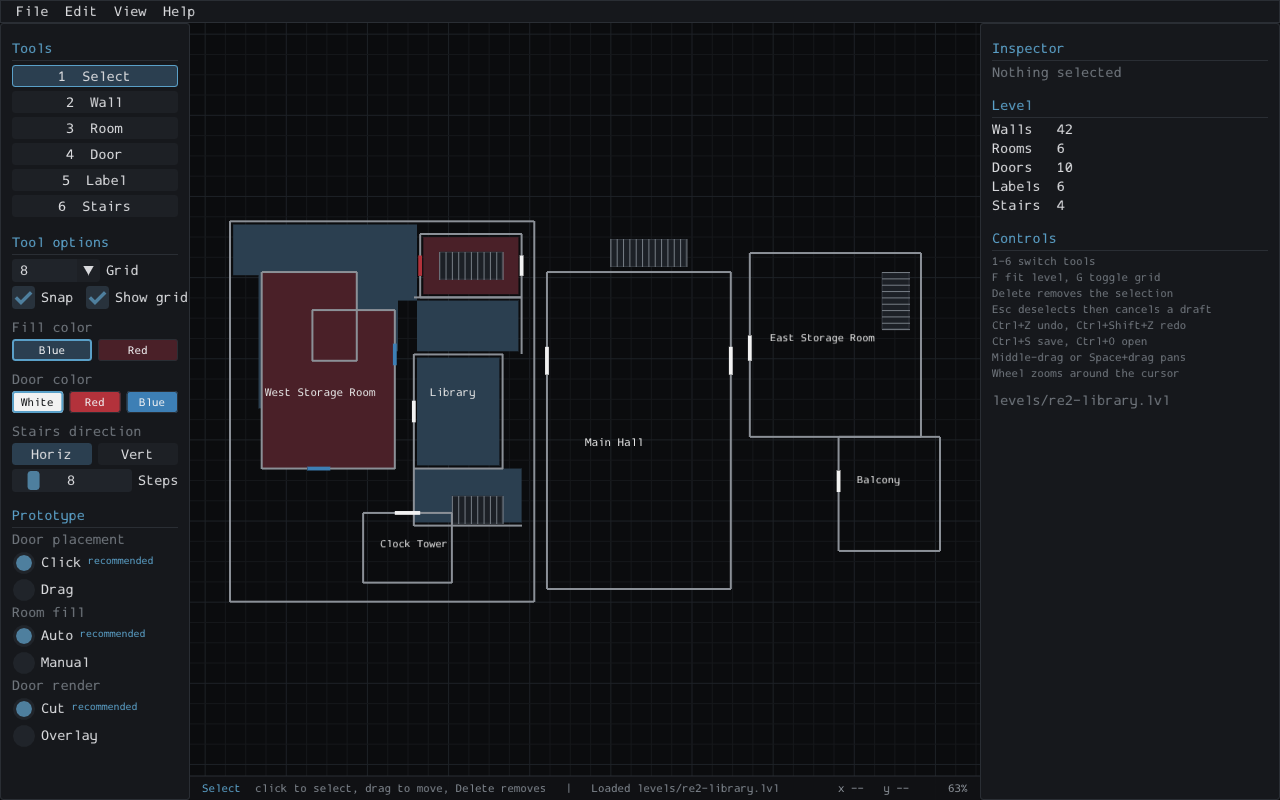 File Edit View Help
Tools
1 Select
2 Wall
3 Room
4 Door
5 Label
6 Stairs
Tool options
8 ▼ Grid
Snap Show grid
Fill color
Blue Red
Door color
White Red Blue
Stairs direction
Horiz Vert
8 Steps
Prototype
Door placement
Click recommended
Drag
Room fill
Auto recommended
Manual
Door render
Cut recommended
Overlay
West Storage Room
Library
Clock Tower
Main Hall
East Storage Room
Balcony
Select click to select, drag to move, Delete removes | Loaded levels/re2-library.lvl x -- y -- 63%
Inspector
Nothing selected
Level
Walls 42
Rooms 6
Doors 10
Labels 6
Stairs 4
Controls
1-6 switch tools
F fit level, G toggle grid
Delete removes the selection
Esc deselects then cancels a draft
Ctrl+Z undo, Ctrl+Shift+Z redo
Ctrl+S save, Ctrl+O open
Middle-drag or Space+drag pans
Wheel zooms around the cursor
levels/re2-library.lvl